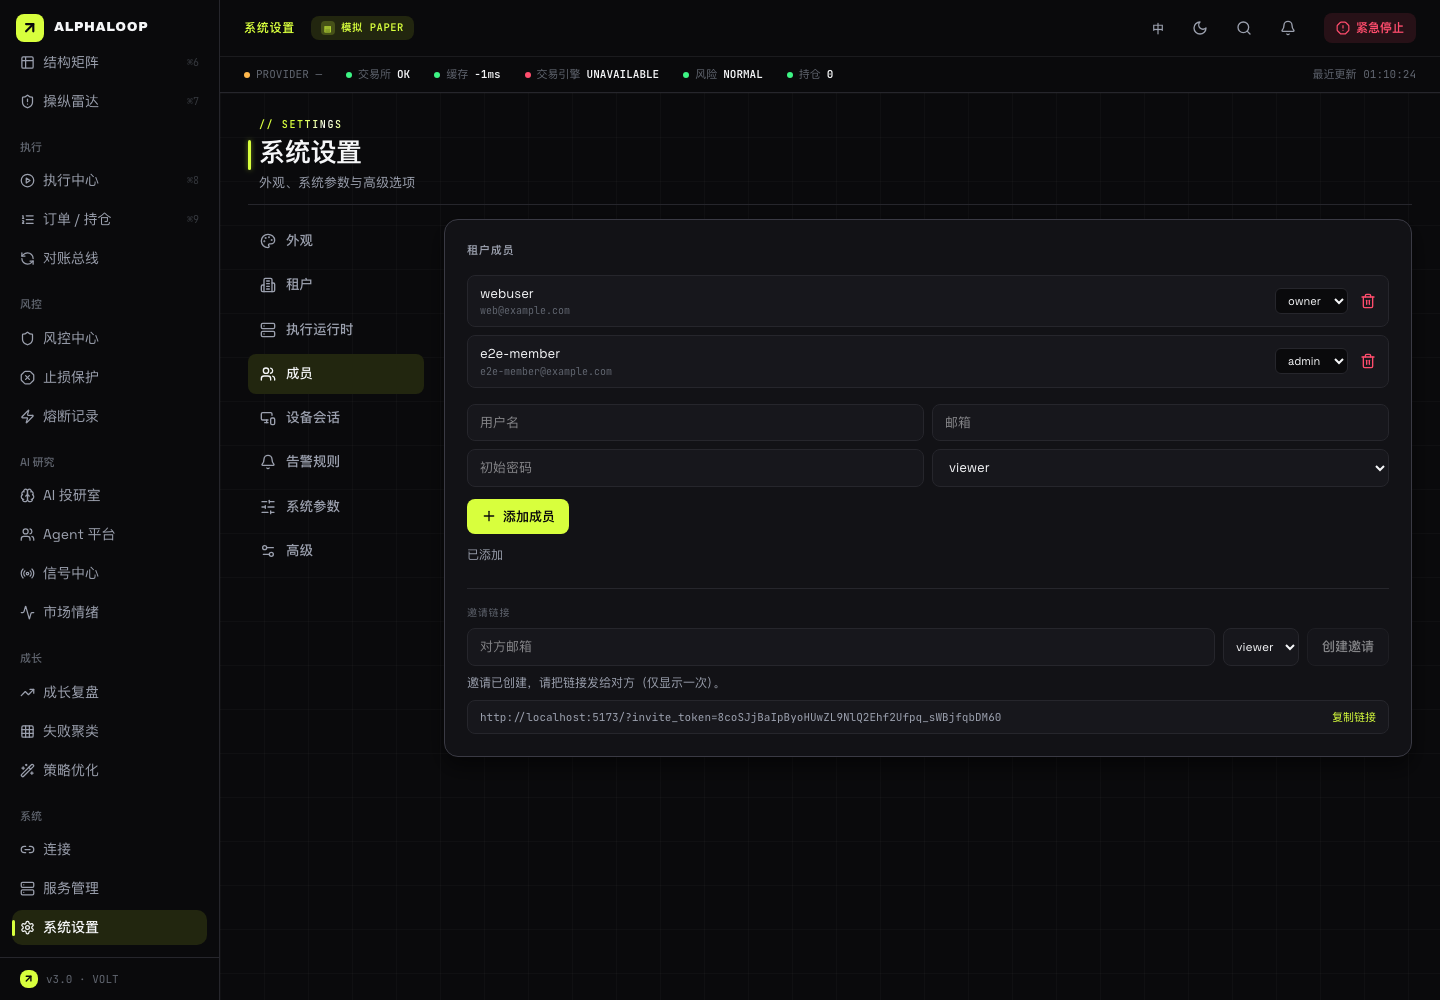 ALPHALOOP
结构矩阵 ⌘6
操纵雷达 ⌘7
执行
执行中心 ⌘8
订单 / 持仓 ⌘9
对账总线
风控
风控中心
止损保护
熔断记录
AI 研究
AI 投研室
Agent 平台
信号中心
市场情绪
成长
成长复盘
失败聚类
策略优化
系统
连接
服务管理
系统设置
v3.0 · VOLT
系统设置
模拟 PAPER
中
紧急停止
PROVIDER —
交易所 OK
缓存 -1ms
交易引擎 UNAVAILABLE
风险 NORMAL
持仓 0
最近更新 01:10:24
// SETTINGS
系统设置
外观、系统参数与高级选项
外观
租户
执行运行时
成员
设备会话
告警规则
系统参数
高级
租户成员
webuser
web@example.com
owner
e2e-member
e2e-member@example.com
admin
用户名
邮箱
初始密码
viewer
添加成员
已添加
邀请链接
对方邮箱
viewer
创建邀请
邀请已创建，请把链接发给对方（仅显示一次）。
http://localhost:5173/?invite_token=8coSJjBaIpByoHUwZL9NlQ2Ehf2Ufpq_sWBjfqbDM60
复制链接